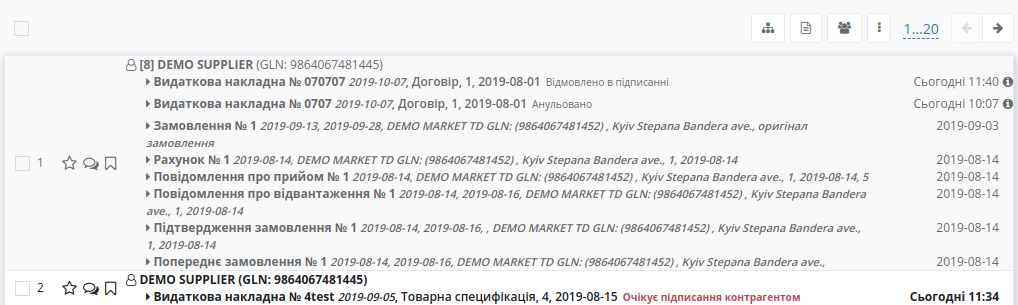 1...20
[8] DEMO SUPPLIER (GLN: 9864067481445)
Видаткова накладна № 070707 2019-10-07, Договір, 1, 2019-08-01 Відмовлено в підписанні Сьогодні 11:40
Видаткова накладна № 0707 2019-10-07, Договір, 1, 2019-08-01 Анульовано Сьогодні 10:07
Замовлення № 1 2019-09-13, 2019-09-28, DEMO MARKET TD GLN: (9864067481452) , Kyiv Stepana Bandera ave., оригінал 2019-09-03
замовлення
1 Рахунок № 1 2019-08-14, DEMO MARKET TD GLN: (9864067481452) , Kyiv Stepana Bandera ave., 1, 2019-08-14 2019-08-14
Повідомлення про прийом № 1 2019-08-14, DEMO MARKET TD GLN: (9864067481452) , Kyiv Stepana Bandera ave., 1, 2019-08-14, 5 2019-08-14
Повідомлення про відвантаження № 1 2019-08-14, 2019-08-16, DEMO MARKET TD GLN: (9864067481452) , Kyiv Stepana Bandera 2019-08-14
ave., 1, 2019-08-14
Підтвердження замовлення № 1 2019-08-14, 2019-08-16, , DEMO MARKET TD GLN: (9864067481452) , Kyiv Stepana Bandera ave., 2019-08-14
1, 2019-08-14
Попереднє замовлення № 1 2019-08-14, 2019-08-16, DEMO MARKET TD GLN: (9864067481452) , Kyiv Stepana Bandera ave., 2019-08-14
2 DEMO SUPPLIER (GLN: 9864067481445)
Видаткова накладна № 4test 2019-09-05, Товарна специфікація, 4, 2019-08-15 Очікує підписання контрагентом Сьогодні 11:34